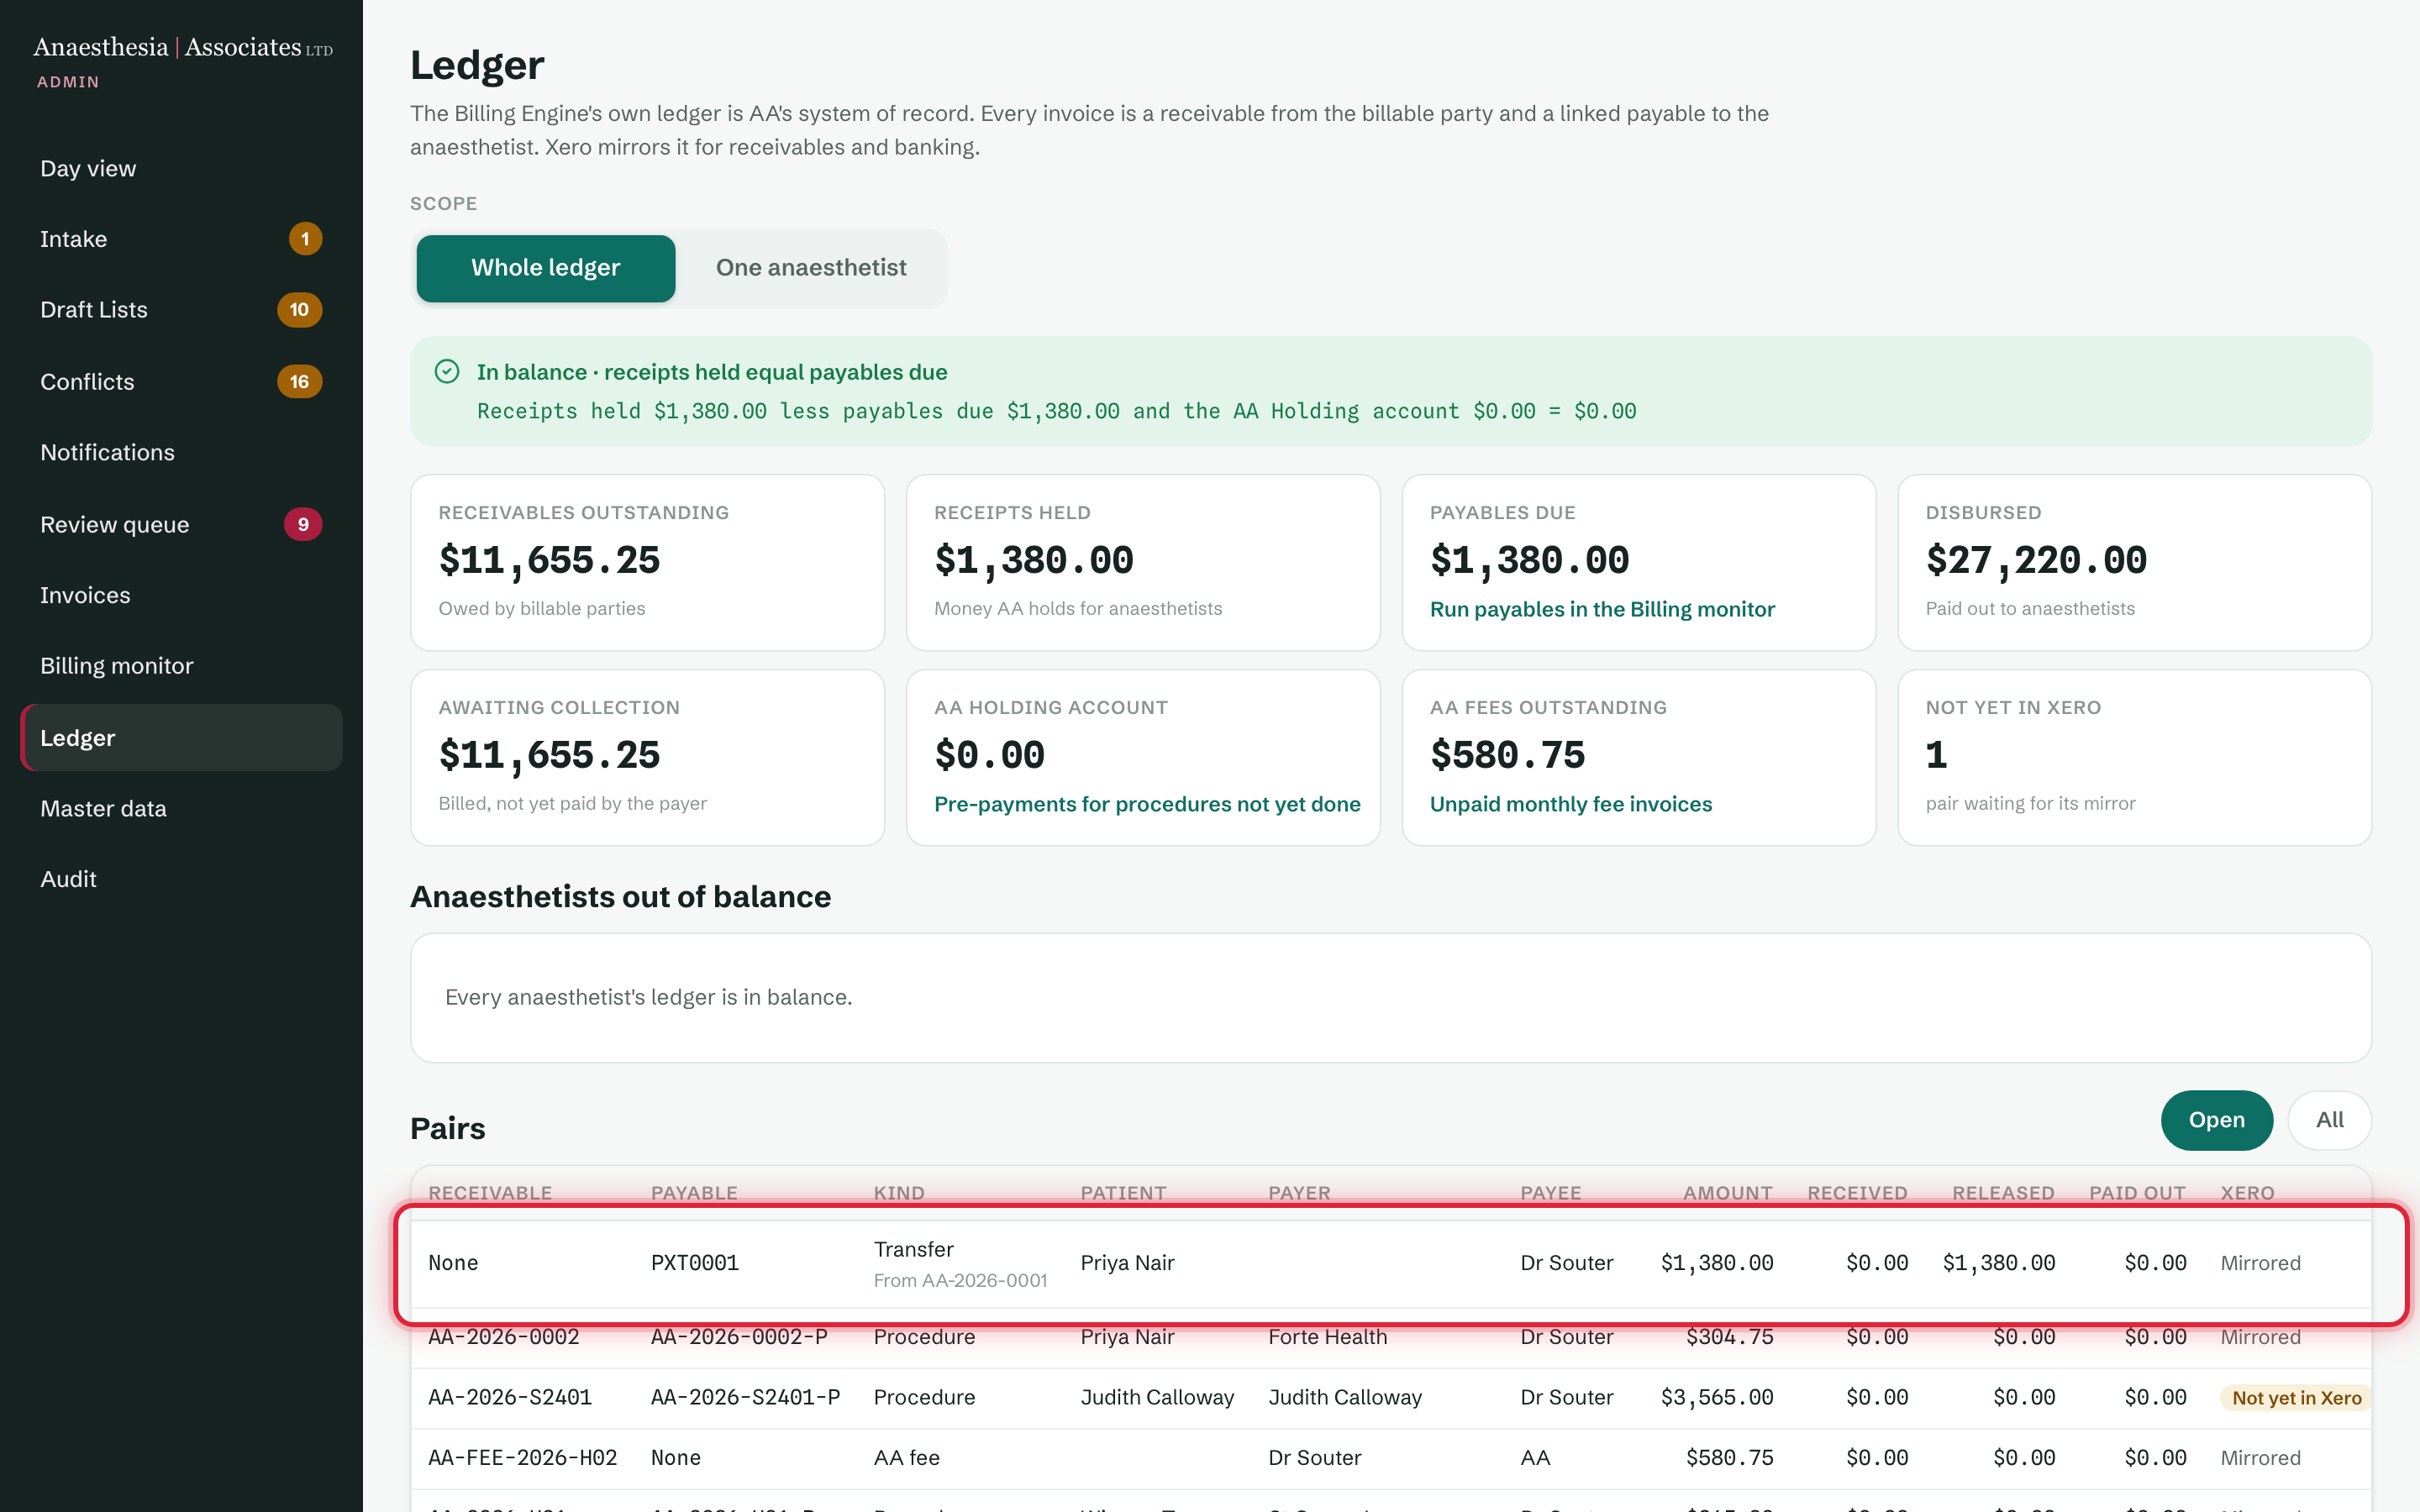 Anaesthesia | Associates LTD
ADMIN
Day view
Intake 1
Draft Lists 10
Conflicts 16
Notifications
Review queue 9
Invoices
Billing monitor
Ledger
Master data
Audit
Ledger
The Billing Engine's own ledger is AA's system of record. Every invoice is a receivable from the billable party and a linked payable to the
anaesthetist. Xero mirrors it for receivables and banking.
SCOPE
Whole ledger One anaesthetist
In balance · receipts held equal payables due
Receipts held $1,380.00 less payables due $1,380.00 and the AA Holding account $0.00 = $0.00
RECEIVABLES OUTSTANDING
$11,655.25
Owed by billable parties
RECEIPTS HELD
$1,380.00
Money AA holds for anaesthetists
PAYABLES DUE
$1,380.00
Run payables in the Billing monitor
DISBURSED
$27,220.00
Paid out to anaesthetists
AWAITING COLLECTION
$11,655.25
Billed, not yet paid by the payer
AA HOLDING ACCOUNT
$0.00
Pre-payments for procedures not yet done
AA FEES OUTSTANDING
$580.75
Unpaid monthly fee invoices
NOT YET IN XERO
1
pair waiting for its mirror
Anaesthetists out of balance
Every anaesthetist's ledger is in balance.
Pairs
Open All
RECEIVABLE PAYABLE KIND PATIENT PAYER PAYEE AMOUNT RECEIVED RELEASED PAID OUT XERO
None PXT0001 Transfer Priya Nair Dr Souter $1,380.00 $0.00 $1,380.00 $0.00 Mirrored
From AA-2026-0001
AA-2026-0002 AA-2026-0002-P Procedure Priya Nair Forte Health Dr Souter $304.75 $0.00 $0.00 $0.00 Mirrored
AA-2026-S2401 AA-2026-S2401-P Procedure Judith Calloway Judith Calloway Dr Souter $3,565.00 $0.00 $0.00 $0.00 Not yet in Xero
AA-FEE-2026-H02 None AA fee Dr Souter AA $580.75 $0.00 $0.00 $0.00 Mirrored